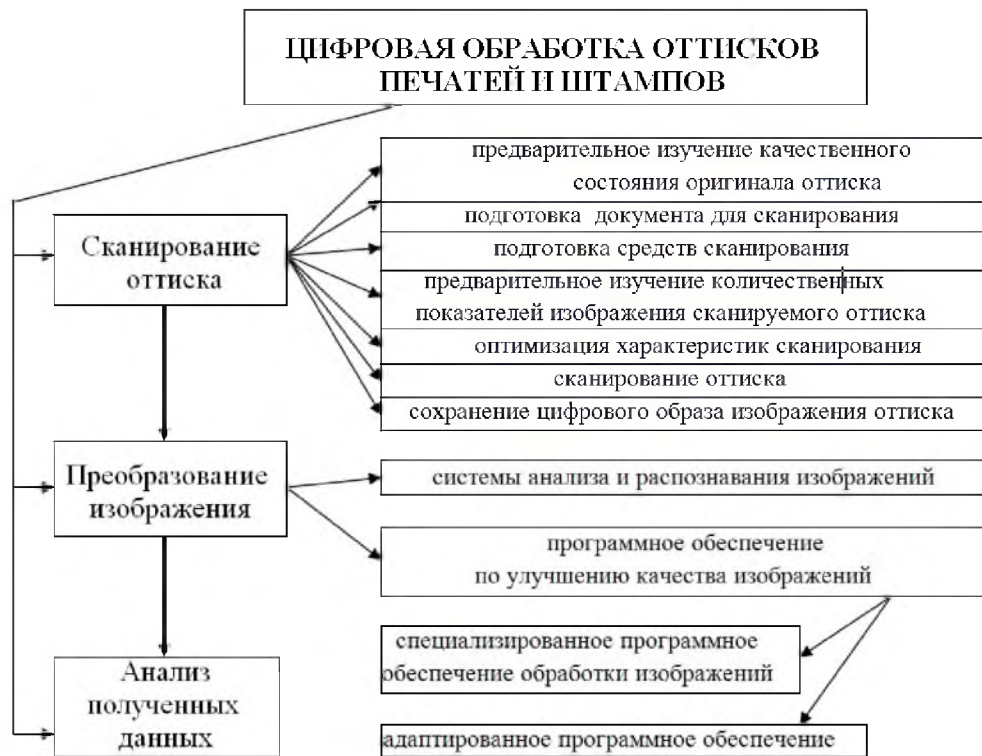 ЦИФРОВАЯ ОБРАБОТКА ОТТИСКОВ
ПЕЧАТЕЙ И ШТАМПОВ
Сканирование
оттиска
предварительное изучение качественного
состояния оригинала оттиска
подготовка документа для сканирования
подготовка средств сканирования
предварительное изучение количественных
показателей изображения сканируемого оттиска
оптимизация характеристик сканирования
сканирование оттиска
сохранение цифрового образа изображения оттиска
Преобразование
изображения
системы анализа и распознавания изображений
программное обеспечение
по улучшению качества изображений
специализированное программное
обеспечение обработки изображений
адаптированное программное обеспечение
Анализ
полученных
данных